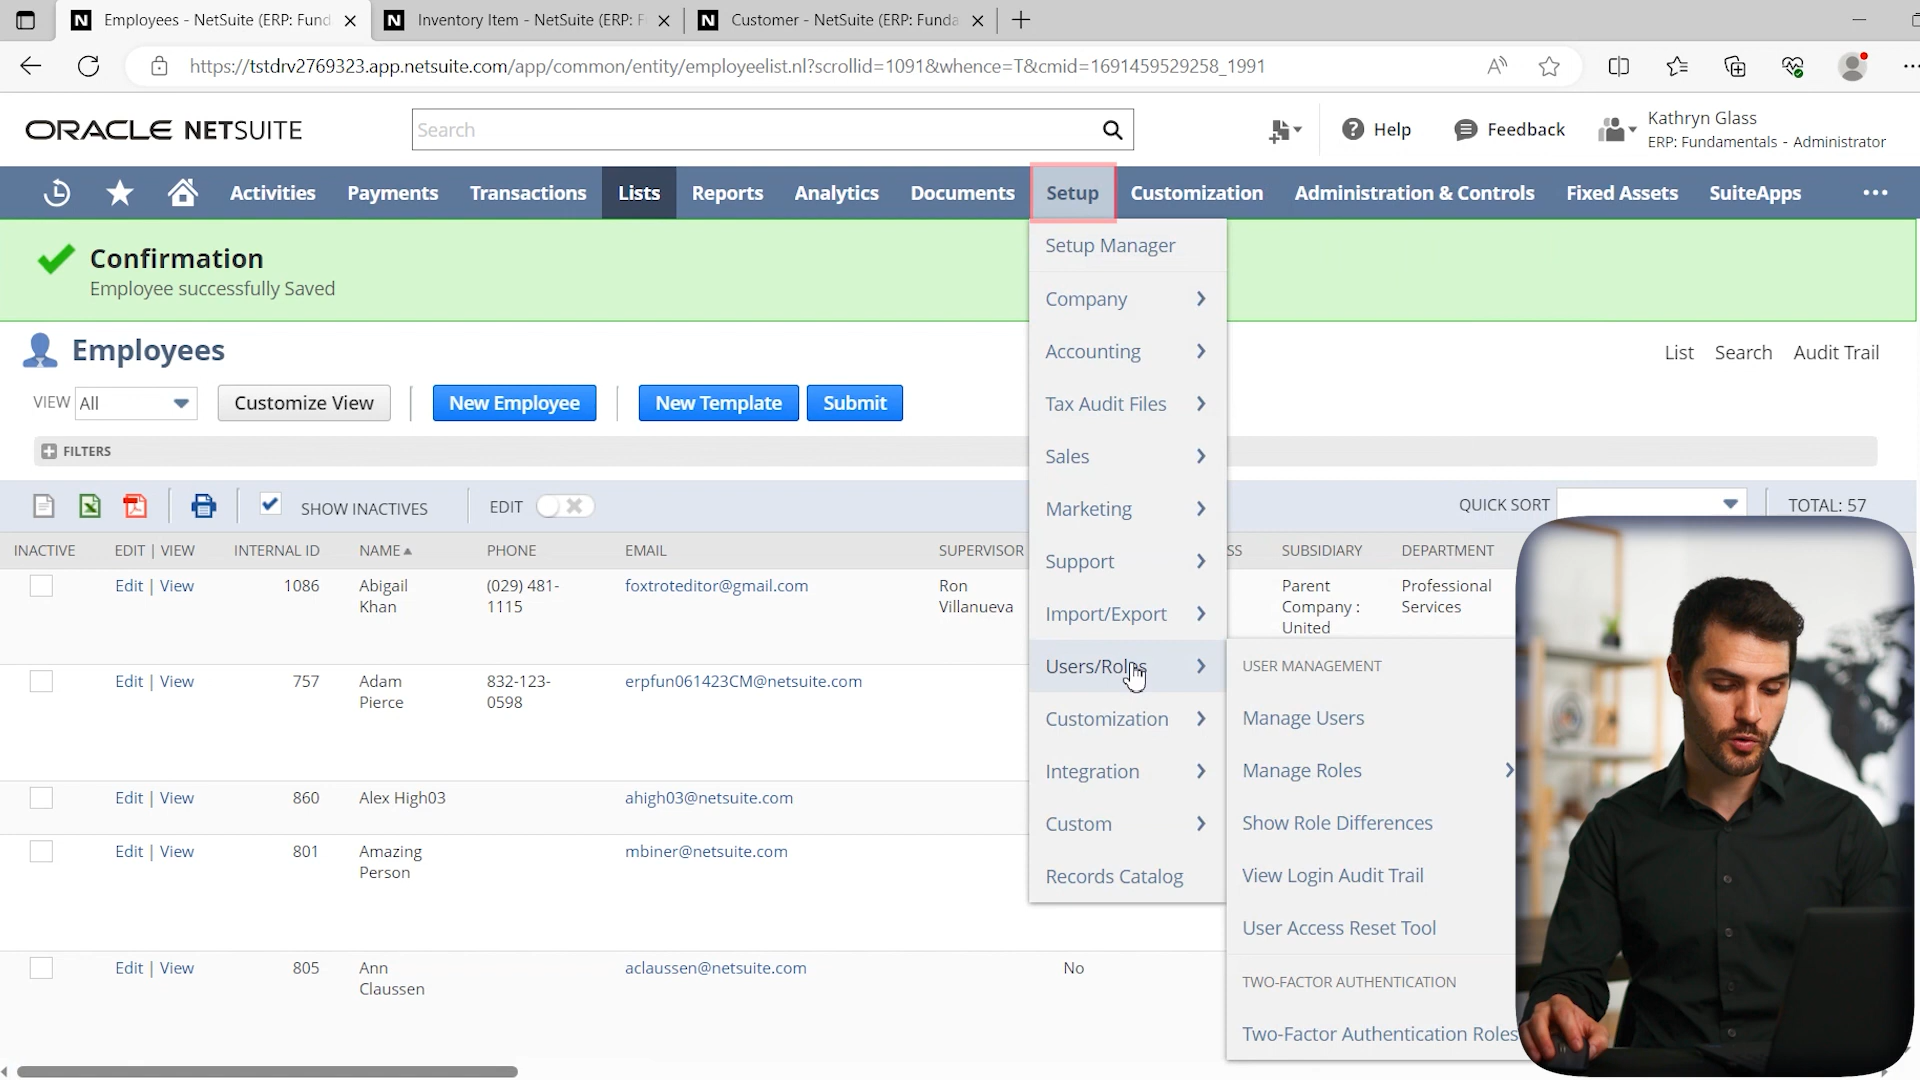 Employees - NetSuite (ERP: Fund
Inventory Item - NetSuite (ERP: F
Customer - NetSuite (ERP: Funda
https://tstdrv2769323.app.netsuite.com/app/common/entity/employeelist.nl?scrollid=1091&whence=T&cmid=1691459529258_1991
ORACLE NETSUITE
Search
Help
Feedback
Kathryn Glass
ERP: Fundamentals - Administrator
Activities
Payments
Transactions
Lists
Reports
Analytics
Documents
Setup
Customization
Administration & Controls
Fixed Assets
SuiteApps
Confirmation
Employee successfully Saved
Employees
List
Search
Audit Trail
VIEW
All
Customize View
New Employee
New Template
Submit
FILTERS
SHOW INACTIVES
EDIT
QUICK SORT
TOTAL: 57
INACTIVE
EDIT | VIEW
INTERNAL ID
NAME
PHONE
EMAIL
SUPERVISOR
SS
SUBSIDIARY
DEPARTMENT
Edit | View
1086
Abigail
Khan
(029) 481-
1115
foxtroteditor@gmail.com
Ron
Villanueva
Parent
Company :
United
Professional
Services
Edit | View
757
Adam
Pierce
832-123-
0598
erpfun061423CM@netsuite.com
Edit | View
860
Alex High03
ahigh03@netsuite.com
Edit | View
801
Amazing
Person
mbiner@netsuite.com
Edit | View
805
Ann
Claussen
aclaussen@netsuite.com
No
Setup Manager
Company
Accounting
Tax Audit Files
Sales
Marketing
Support
Import/Export
Users/Roles
Customization
Integration
Custom
Records Catalog
USER MANAGEMENT
Manage Users
Manage Roles
Show Role Differences
View Login Audit Trail
User Access Reset Tool
TWO-FACTOR AUTHENTICATION
Two-Factor Authentication Roles